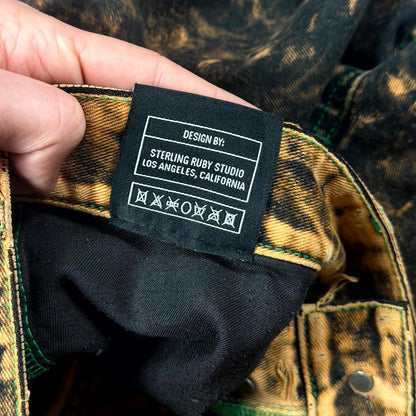 DESIGN BY:
STERLING RUBY STUDIO
LOS ANGELES, CALIFORNIA